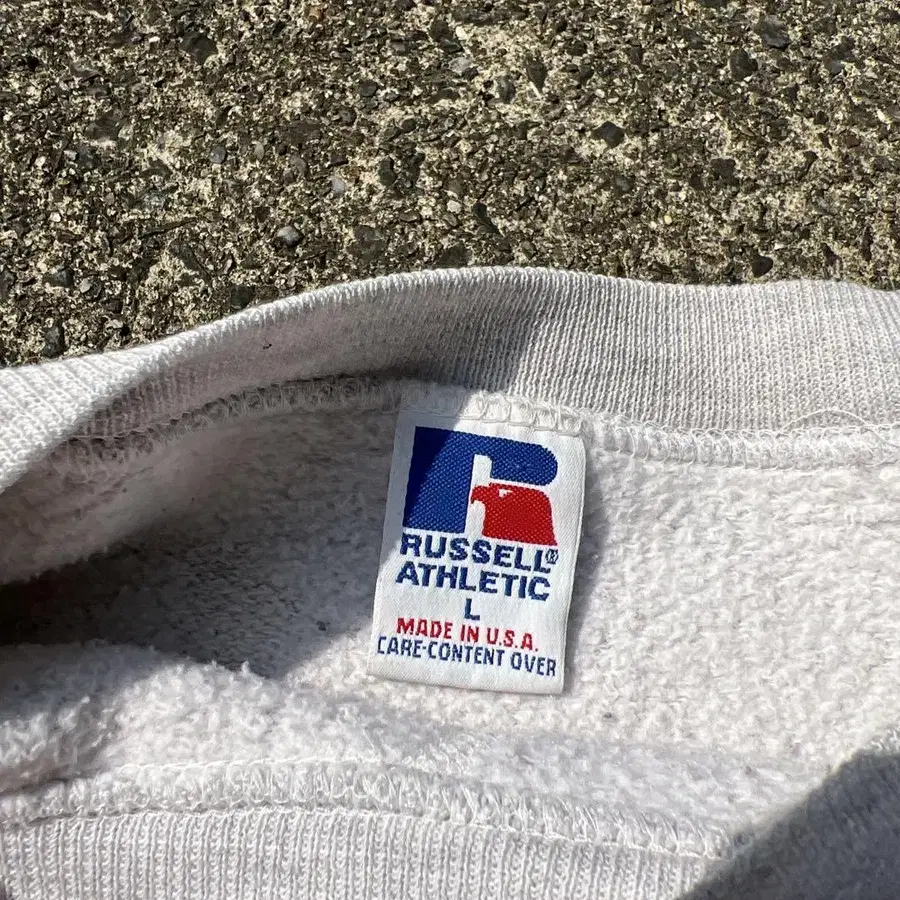 RUSSELL®
ATHLETIC
L
MADE IN U.S.A.
CARE-CONTENT OVER